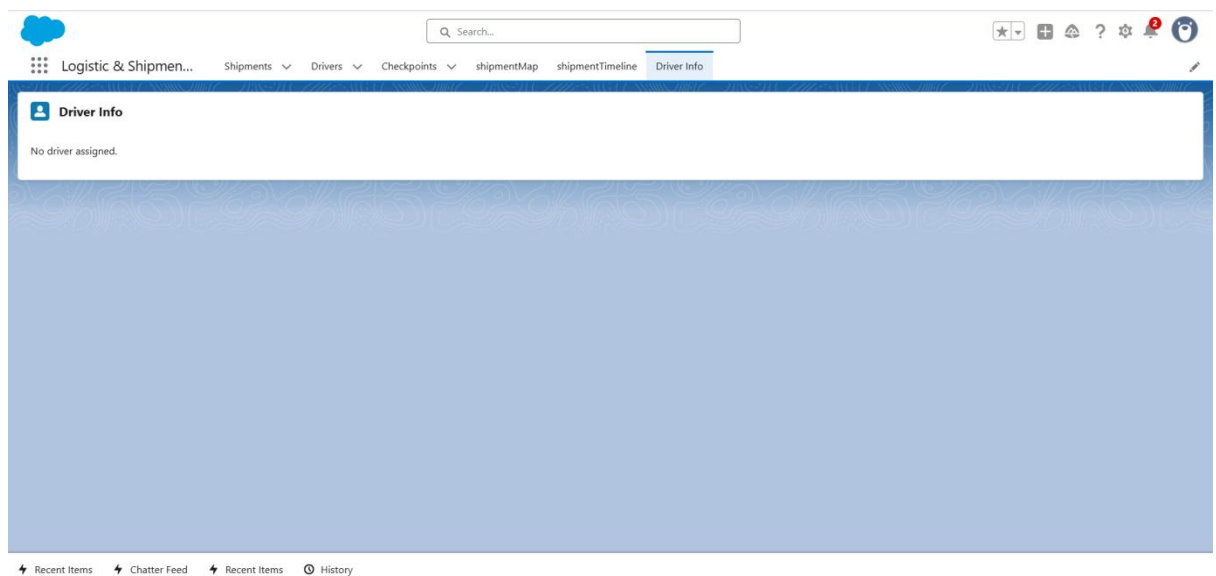 Search...
2
Logistic & Shipmen... Shipments Drivers Checkpoints shipmentMap shipmentTimeline Driver Info
Driver Info
No driver assigned.
Recent Items Chatter Feed Recent Items History